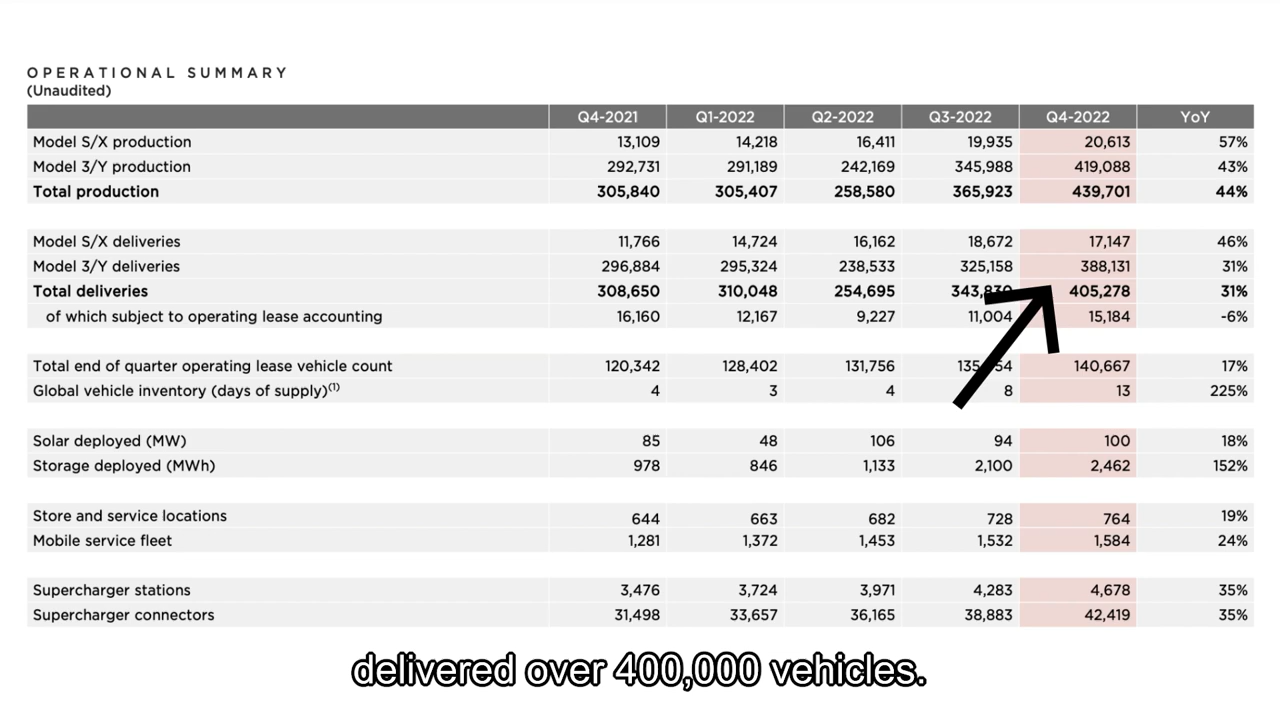 OPERATIONAL SUMMARY
(Unaudited)
Q4-2021 Q1-2022 Q2-2022 Q3-2022 Q4-2022 YoY
Model S/X production 13,109 14,218 16,411 19,935 20,613 57%
Model 3/Y production 292,731 291,189 242,169 345,988 419,088 43%
Total production 305,840 305,407 258,580 365,923 439,701 44%
Model S/X deliveries 11,766 14,724 16,162 18,672 17,147 46%
Model 3/Y deliveries 296,884 295,324 238,533 325,158 388,131 31%
Total deliveries 308,650 310,048 254,695 343,830 405,278 31%
of which subject to operating lease accounting 16,160 12,167 9,227 11,004 15,184 -6%
Total end of quarter operating lease vehicle count 120,342 128,402 131,756 140,667 17%
Global vehicle inventory (days of supply)(1) 4 3 4 8 13 225%
Solar deployed (MW) 85 48 106 94 100 18%
Storage deployed (MWh) 978 846 1,133 2,100 2,462 152%
Store and service locations 644 663 682 728 764 19%
Mobile service fleet 1,281 1,372 1,453 1,532 1,584 24%
Supercharger stations 3,476 3,724 3,971 4,283 4,678 35%
Supercharger connectors 31,498 33,657 36,165 38,883 42,419 35%
delivered over 400,000 vehicles.